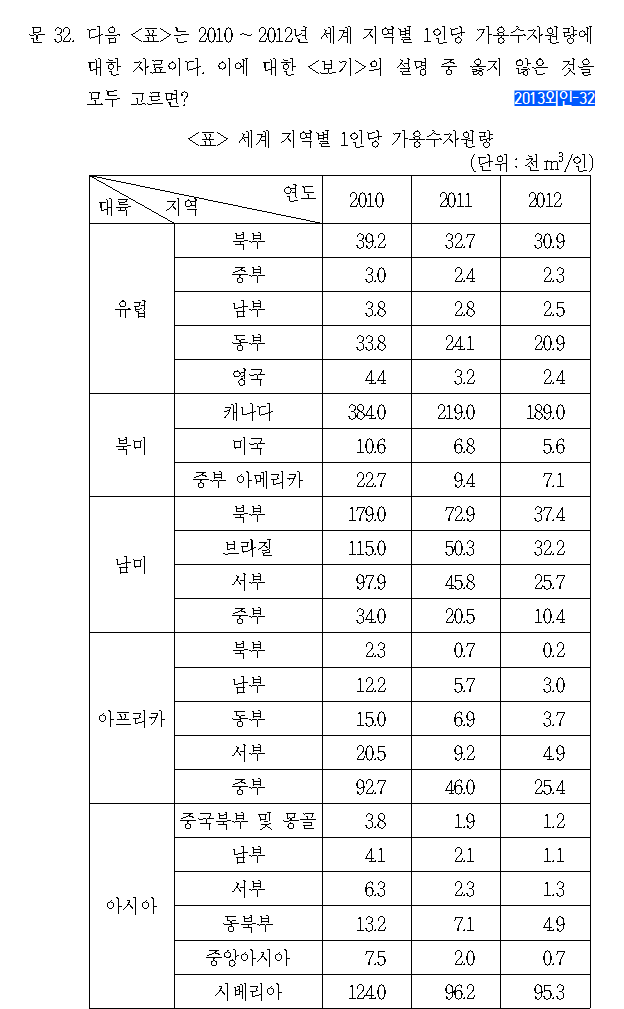 문 32. 다음 <표>는 2010 ~ 2012년 세계 지역별 1인당 가용수자원량에
대한 자료이다. 이에 대한 <보기>의 설명 중 옳지 않은 것을
모두 고르면?
2013외인-32
<표> 세계 지역별 1인당 가용수자원량
(단위 : 천 m³/인)
대륙 지역 연도 2010 2011 2012
유럽 북부 39.2 32.7 30.9
중부 3.0 2.4 2.3
남부 3.8 2.8 2.5
동부 33.8 24.1 20.9
영국 4.4 3.2 2.4
북미 캐나다 384.0 219.0 189.0
미국 10.6 6.8 5.6
중부 아메리카 22.7 9.4 7.1
남미 북부 179.0 72.9 37.4
브라질 115.0 50.3 32.2
서부 97.9 45.8 25.7
중부 34.0 20.5 10.4
아프리카 북부 2.3 0.7 0.2
남부 12.2 5.7 3.0
동부 15.0 6.9 3.7
서부 20.5 9.2 4.9
중부 92.7 46.0 25.4
아시아 중국북부 및 몽골 3.8 1.9 1.2
남부 4.1 2.1 1.1
서부 6.3 2.3 1.3
동북부 13.2 7.1 4.9
중앙아시아 7.5 2.0 0.7
시베리아 124.0 96.2 95.3